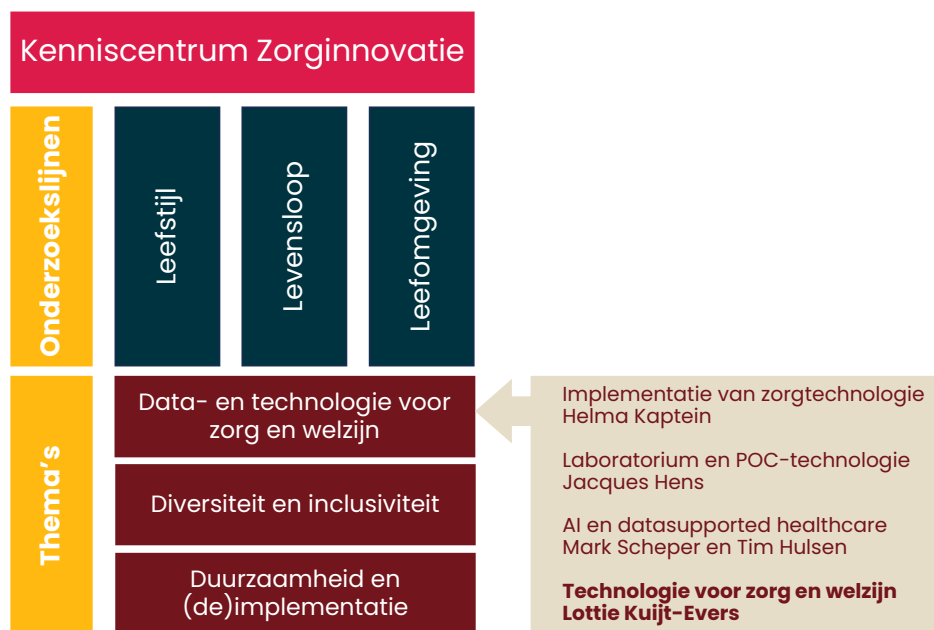 Kenniscentrum Zorginnovatie
Onderzoekslijnen
Leefstijl
Levensloop
Leefomgeving
Thema's
Data- en technologie voor
zorg en welzijn
Diversiteit en inclusiviteit
Duurzaamheid en
(de)implementatie
Implementatie van zorgtechnologie
Helma Kaptein
Laboratorium en POC-technologie
Jacques Hens
AI en datasupported healthcare
Mark Scheper en Tim Hulsen
Technologie voor zorg en welzijn
Lottie Kuijt-Evers